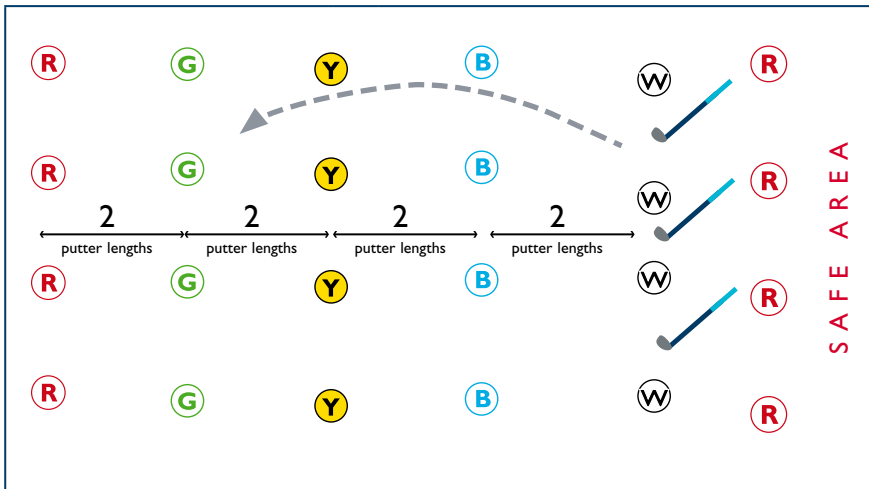 R G Y B W R
R G Y B W R
2 2 2 2
putter lengths putter lengths putter lengths putter lengths
R G Y B W R
R G Y B W R
SAFE AREA